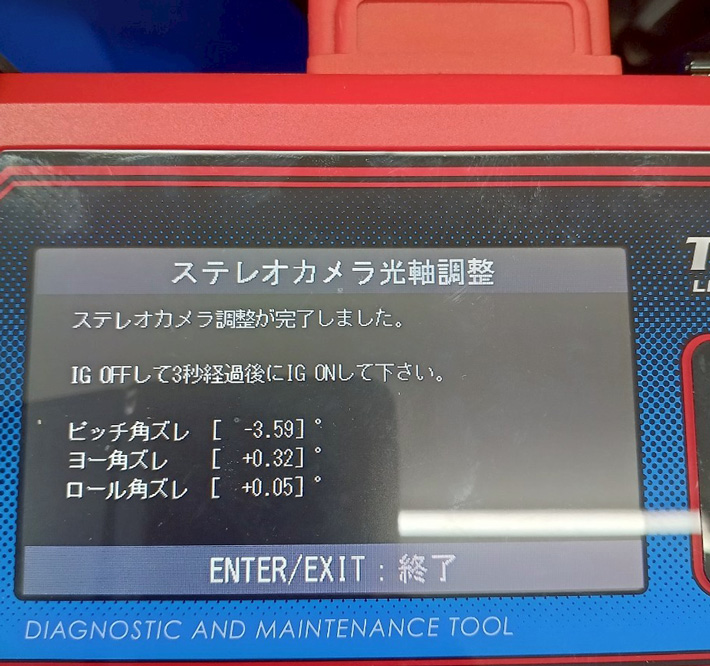 ステレオカメラ光軸調整
ステレオカメラ調整が完了しました。
IG OFFして3秒経過後にIG ONして下さい。
ピッチ角ズレ [ -3.59] °
ヨー角ズレ [ +0.32] °
ロール角ズレ [ +0.05] °
ENTER/EXIT : 終了
DIAGNOSTIC AND MAINTENANCE TOOL